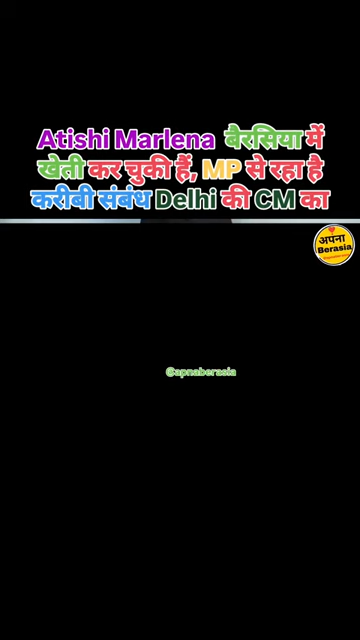 Atishi Marlena बैरसिया में
खेती कर चुकी हैं, MP से रहा है
करीबी संबंध Delhi की CM का
अपना
Berasia
@apnaberasia